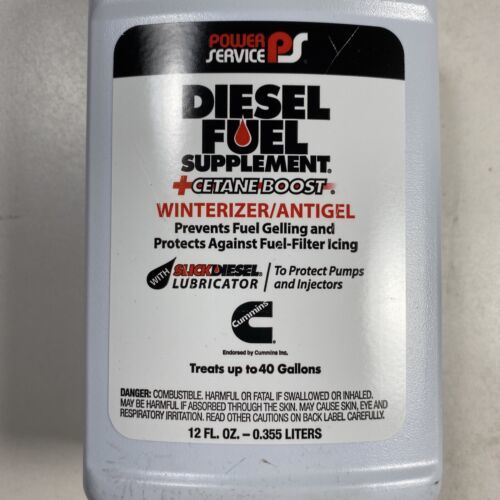 POWER SERVICE PS
DIESEL
FUEL
SUPPLEMENT®
+CETANE BOOST®
WINTERIZER/ANTIGEL
Prevents Fuel Gelling and
Protects Against Fuel-Filter Icing
WITH SLICKDIESEL® LUBRICATOR
To Protect Pumps
and Injectors
Cummins
Endorsed by Cummins Inc.
Treats up to 40 Gallons
DANGER: COMBUSTIBLE. HARMFUL OR FATAL IF SWALLOWED OR INHALED.
MAY BE HARMFUL IF ABSORBED THROUGH THE SKIN. MAY CAUSE SKIN, EYE AND
RESPIRATORY IRRITATION. READ OTHER CAUTIONS ON BACK LABEL CAREFULLY.
12 FL. OZ. – 0.355 LITERS